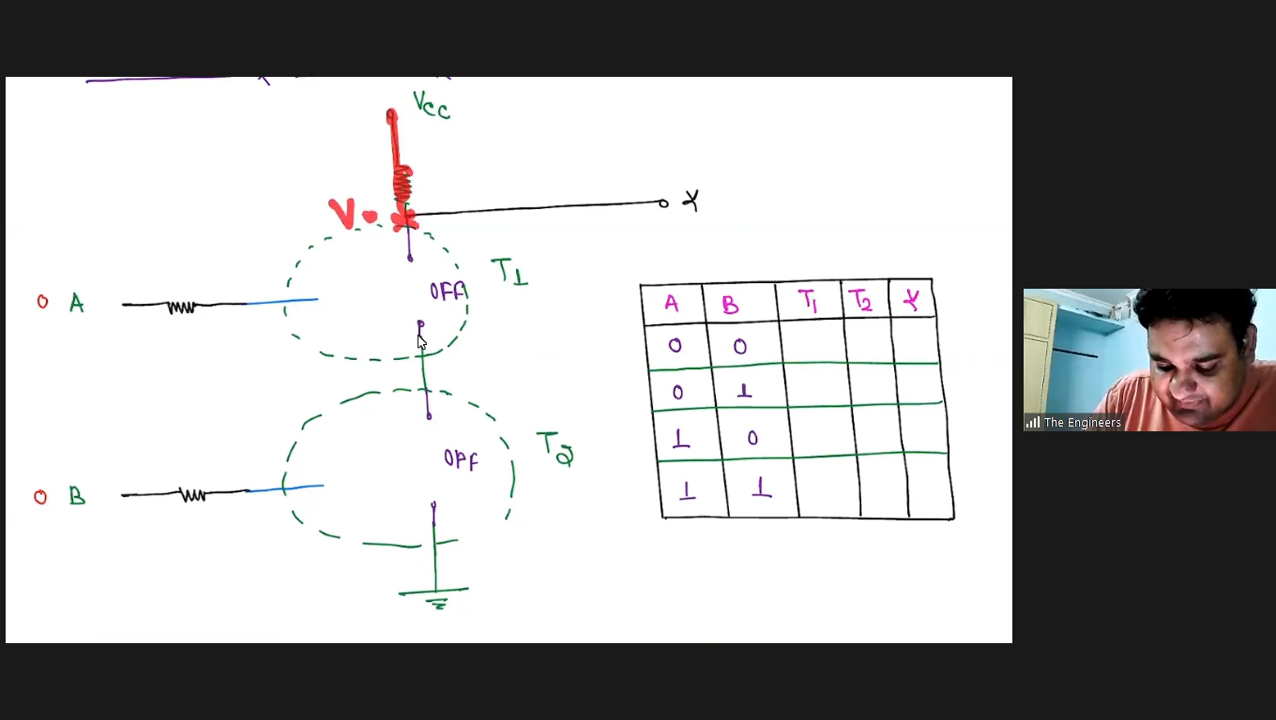 Vcc
V
Y
T1
OFF
0 A
T2
OFF
0 B
A B T1 T2 Y
0 0
0 1
1 0
1 1
The Engineers